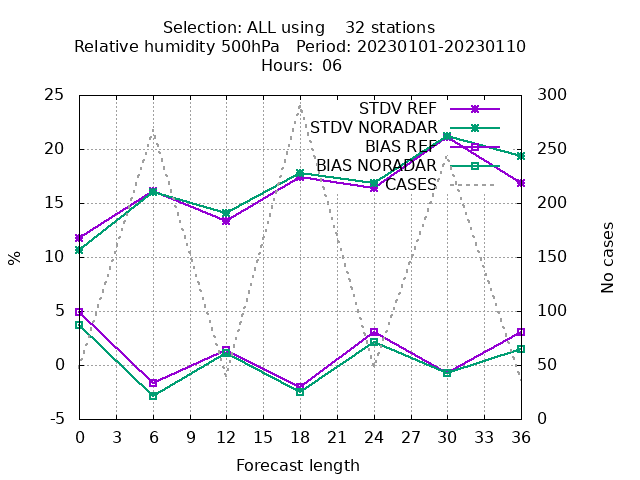 Selection: ALL using    32 stations
Relative humidity 500hPa   Period: 20230101-20230110
Hours: 06
STDV REF
STDV NORADAR
BIAS REF
BIAS NORADAR
CASES
25
20
15
10
5
0
-5
300
250
200
150
100
50
0
%
No cases
0 3 6 9 12 15 18 21 24 27 30 33 36
Forecast length